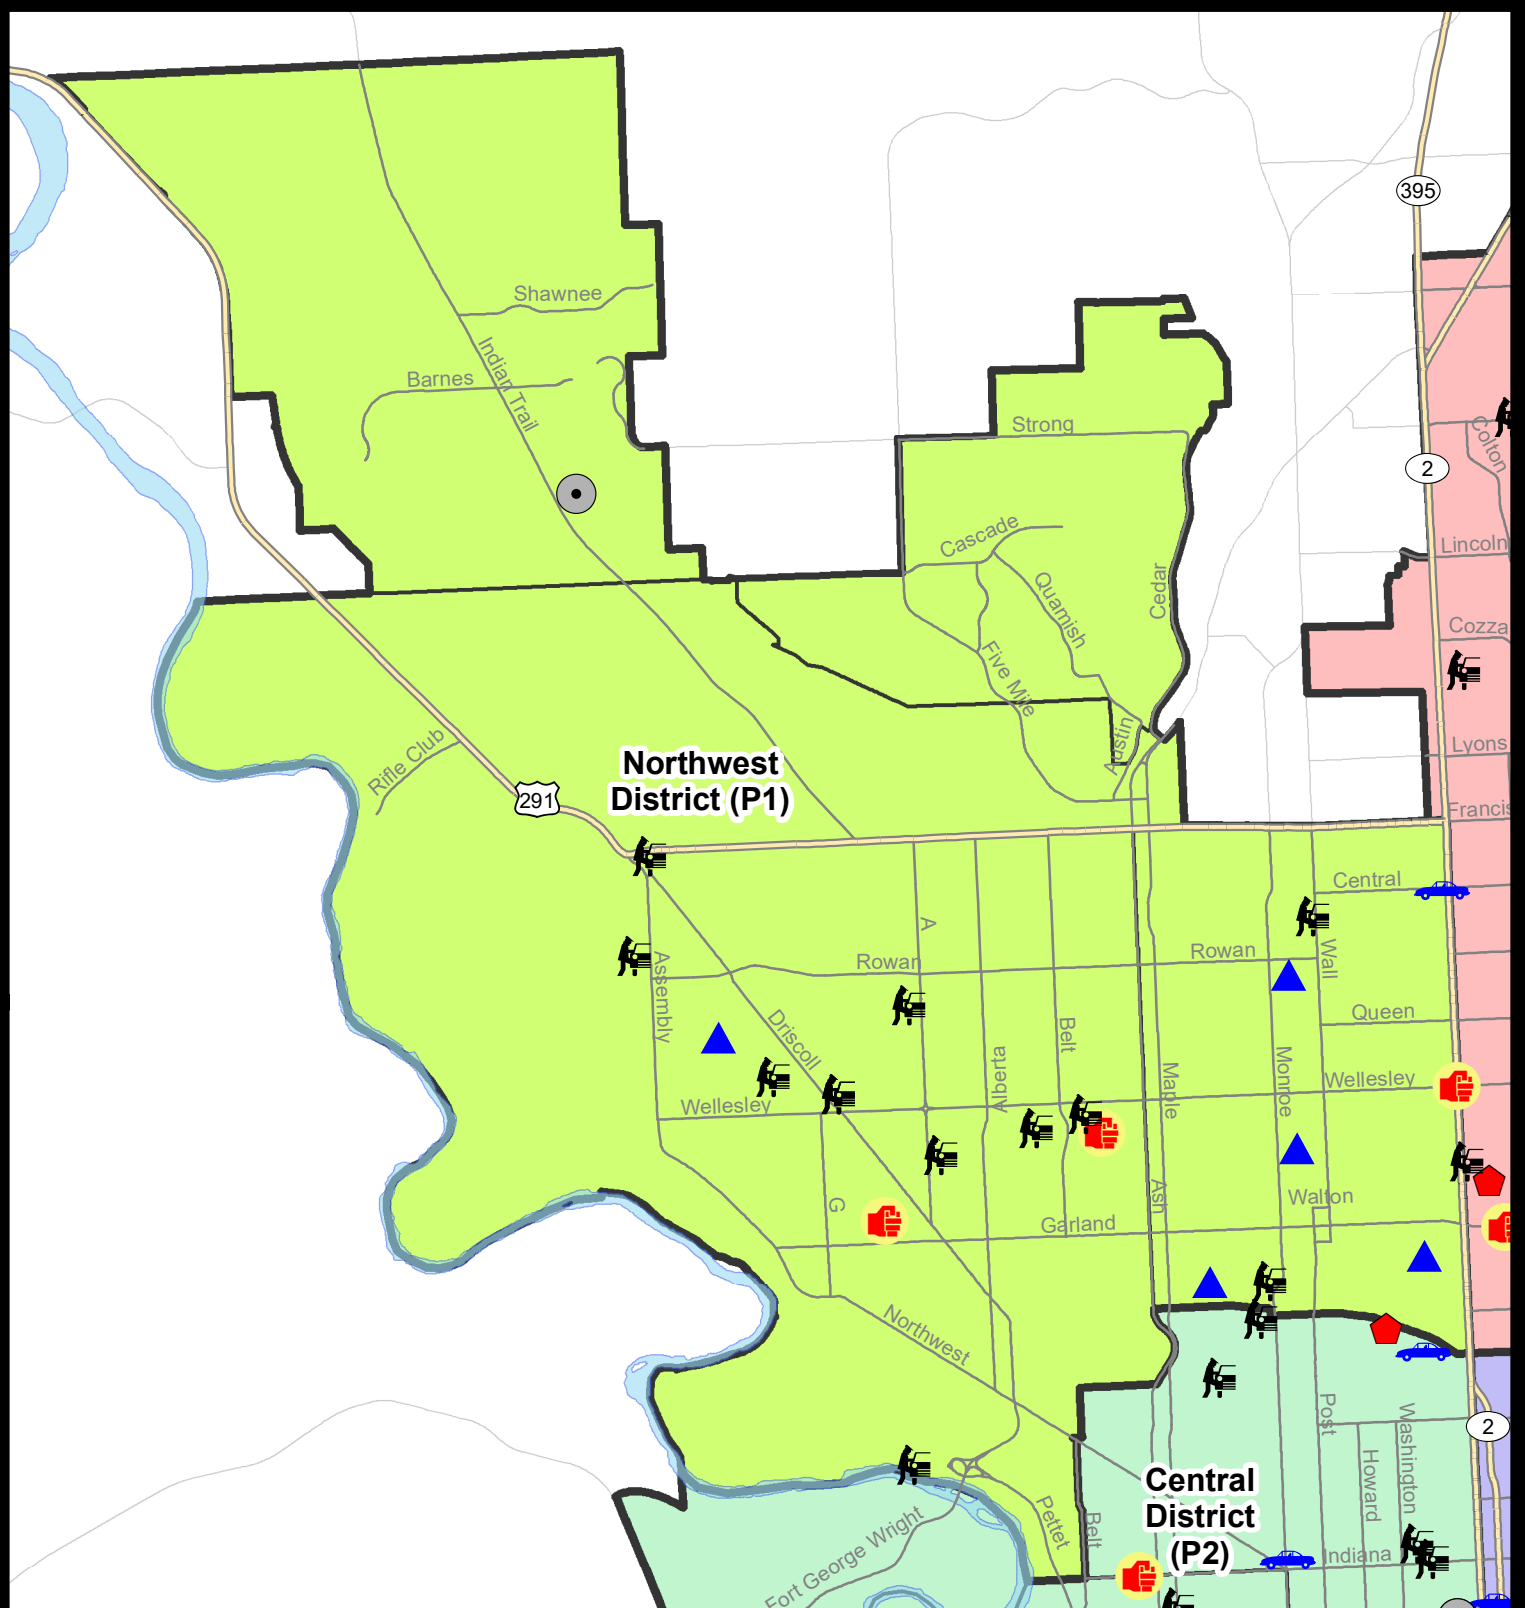 395
Shawnee
Indian Trail
Barnes
Strong
Colton
2
Cascade
Lincoln
Quamish
Cedar
Cozza
Five Mile
Rifle Club
Austin
Lyons
Northwest
District (P1)
291
Francis
Central
A
Wall
Rowan
Rowan
Assembly
Queen
Driscoll
Belt
Alberta
Maple
Monroe
Wellesley
Wellesley
G
Ash
Walton
Garland
Northwest
Post
Washington
2
Howard
Central
District
(P2)
Fort George Wright
Pettet
Belt
Indiana